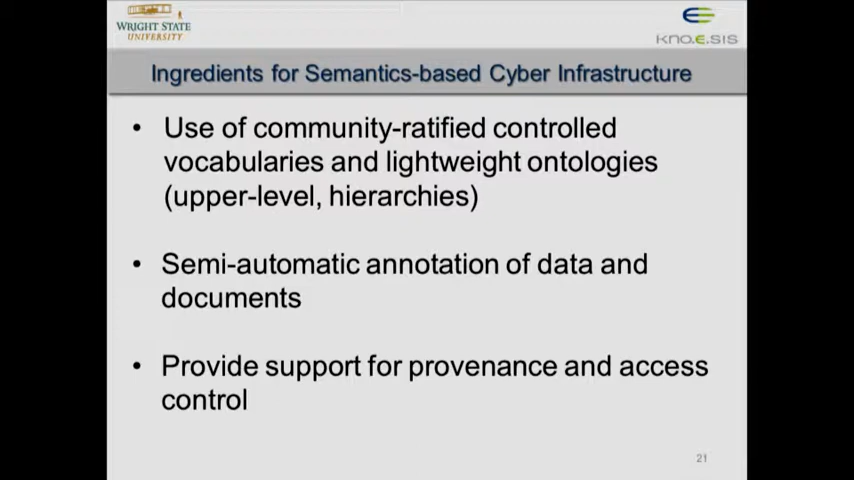 WRIGHT STATE
UNIVERSITY
KNO.E.SIS
Ingredients for Semantics-based Cyber Infrastructure
• Use of community-ratified controlled
vocabularies and lightweight ontologies
(upper-level, hierarchies)
• Semi-automatic annotation of data and
documents
• Provide support for provenance and access
control
21